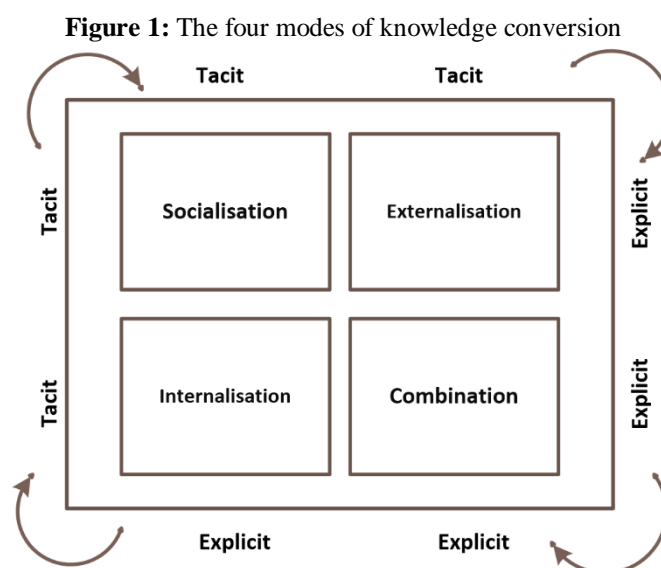 Figure 1: The four modes of knowledge conversion
Tacit Tacit
Tacit Socialisation Externalisation Explicit
Tacit Internalisation Combination Explicit
Explicit Explicit